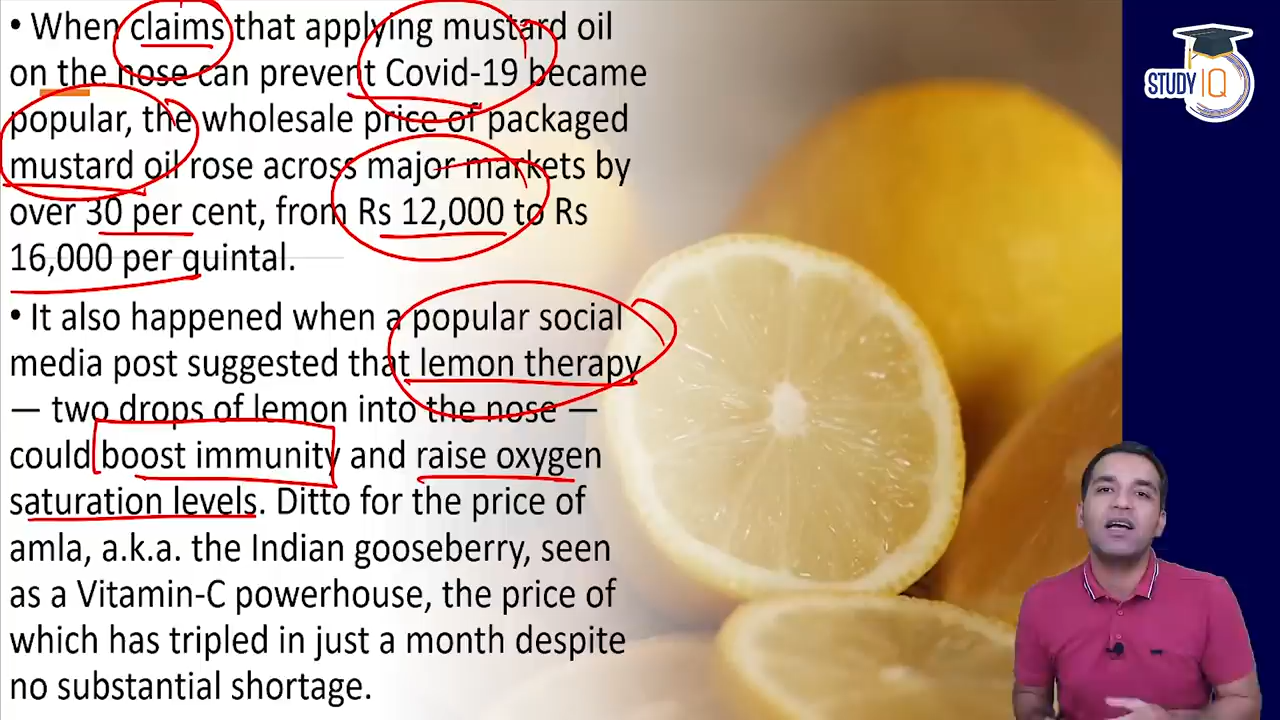 • When claims that applying mustard oil
on the nose can prevent Covid-19 became
popular, the wholesale price of packaged
mustard oil rose across major markets by
over 30 per cent, from Rs 12,000 to Rs
16,000 per quintal.
• It also happened when a popular social
media post suggested that lemon therapy
— two drops of lemon into the nose —
could boost immunity and raise oxygen
saturation levels. Ditto for the price of
amla, a.k.a. the Indian gooseberry, seen
as a Vitamin-C powerhouse, the price of
which has tripled in just a month despite
no substantial shortage.
STUDY IQ